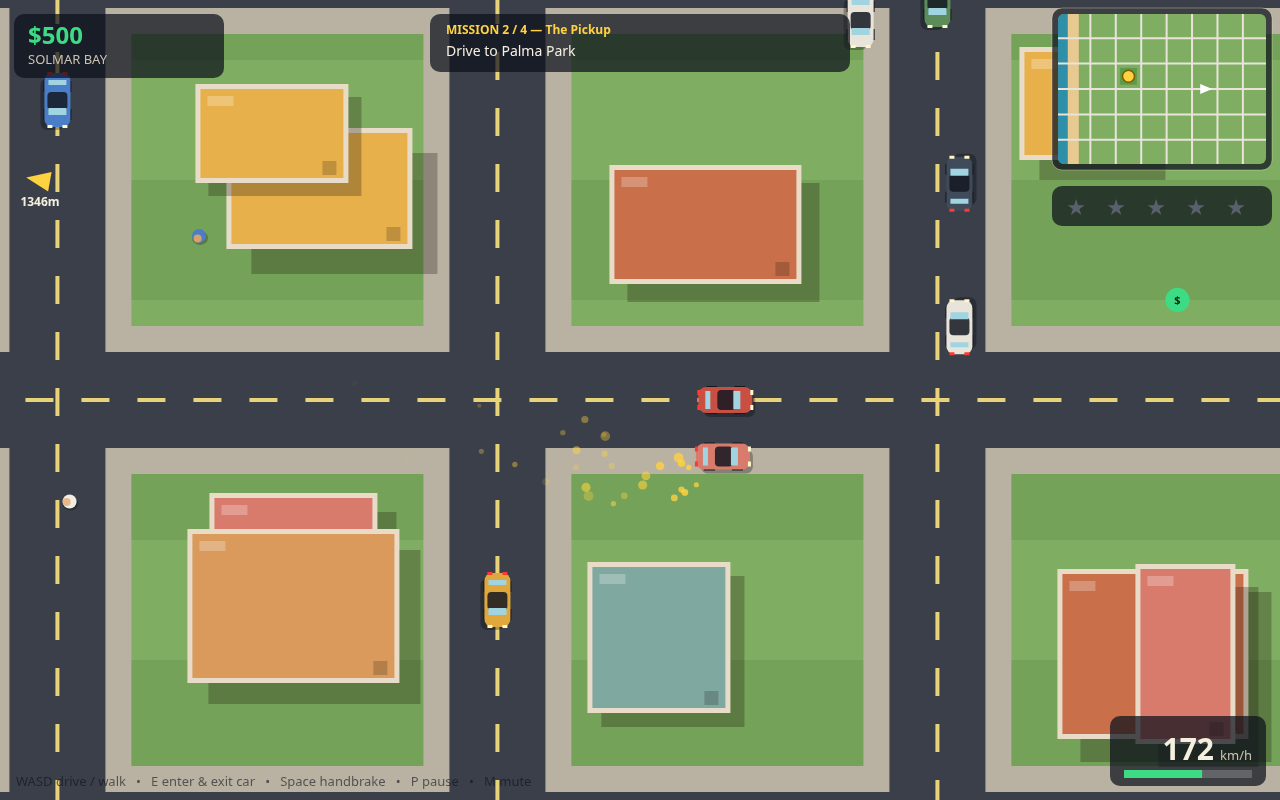 $500
SOLMAR BAY
MISSION 2 / 4 — The Pickup
Drive to Palma Park
1346m
$
172 km/h
WASD drive / walk • E enter & exit car • Space handbrake • P pause • M mute